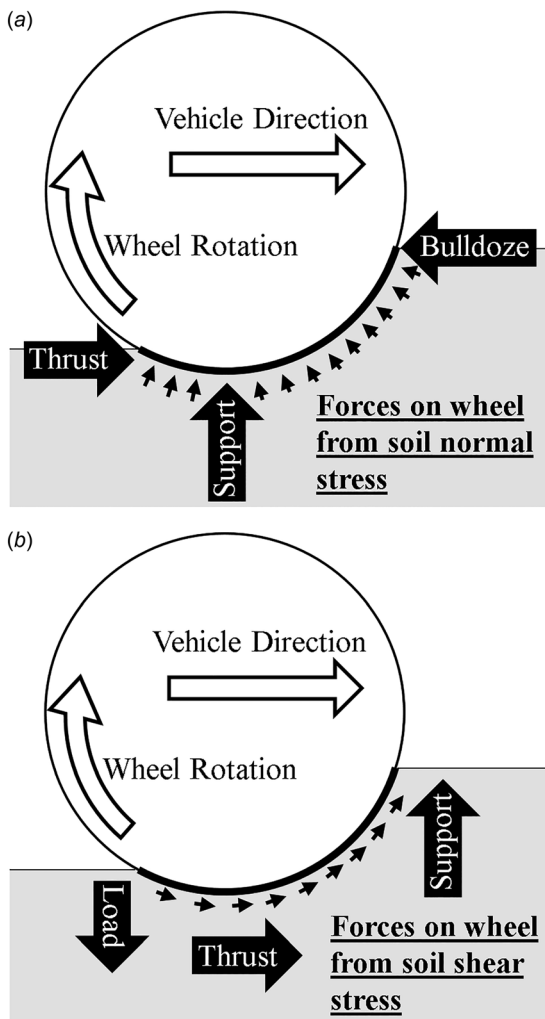 (a)
Vehicle Direction
Wheel Rotation
Bulldoze
Thrust
Support
Forces on wheel
from soil normal
stress
(b)
Vehicle Direction
Wheel Rotation
Support
Load
Thrust
Forces on wheel
from soil shear
stress